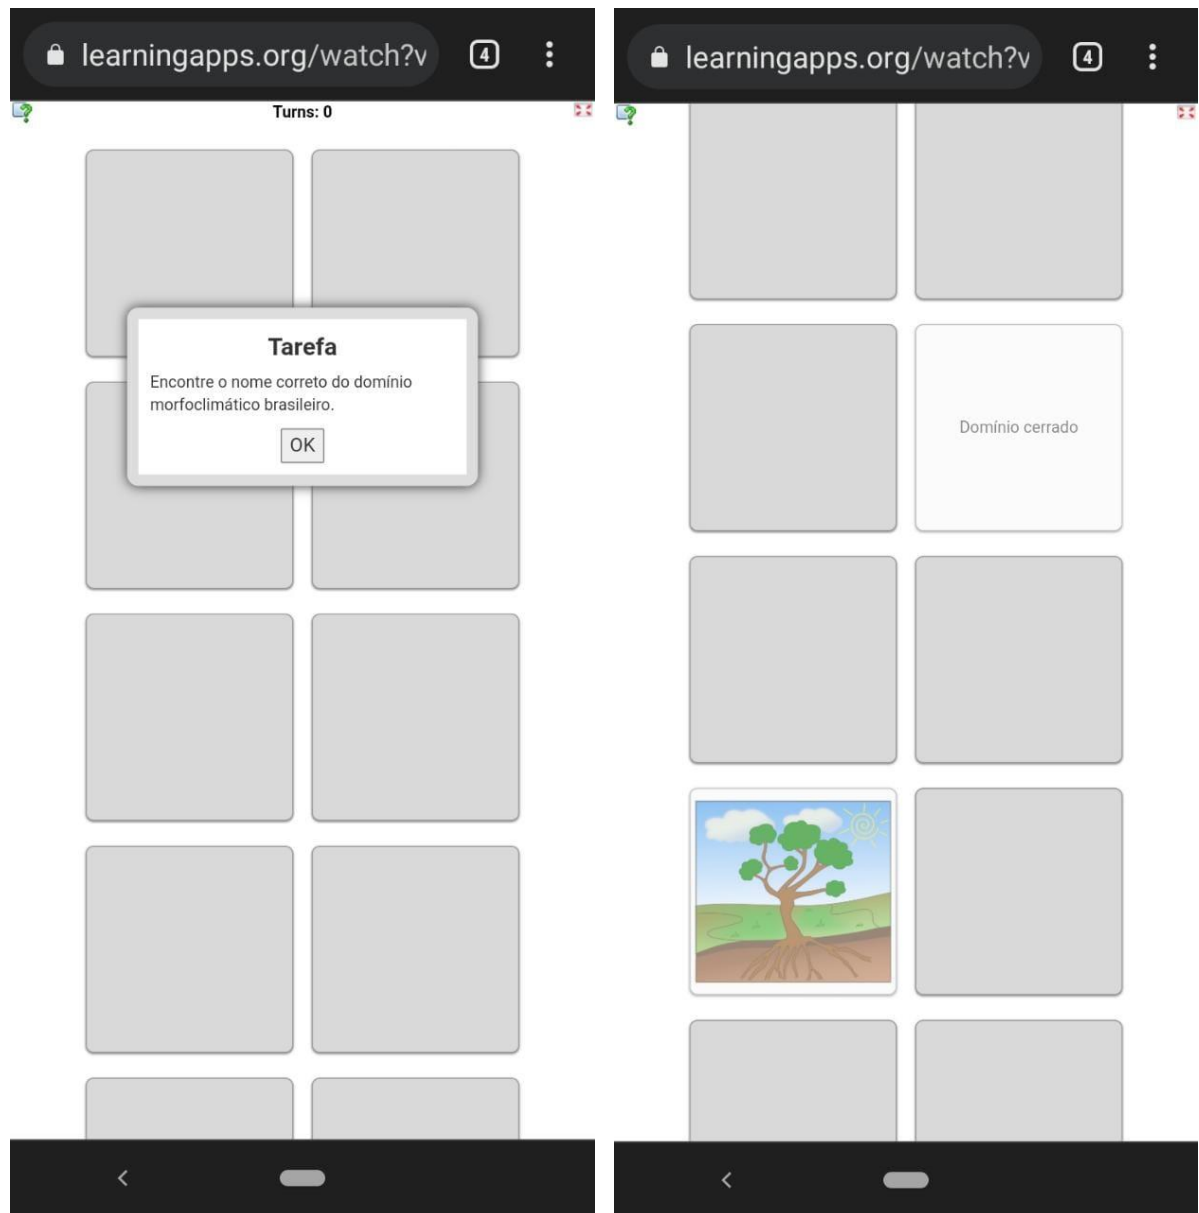 learningapps.org/watch?v
4
Turns: 0
Tarefa
Encontre o nome correto do domínio
morfoclimático brasileiro.
OK
learningapps.org/watch?v
4
Domínio cerrado